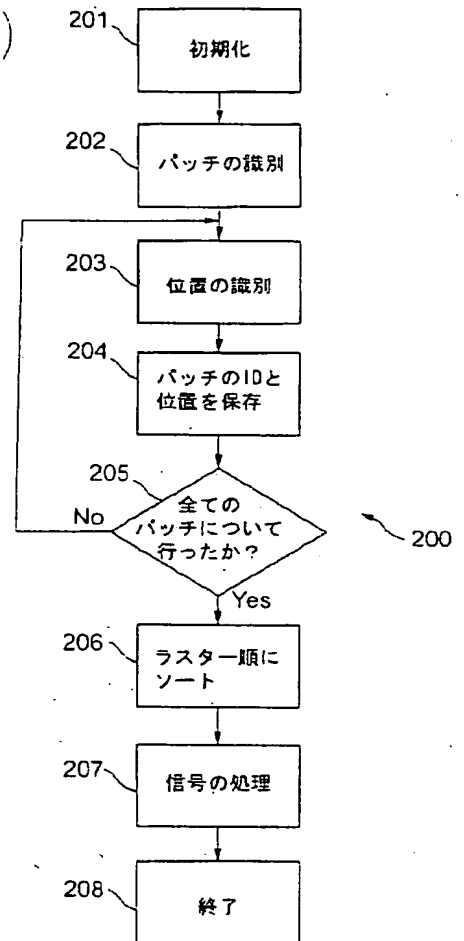 201
初期化
202
パッチの識別
203
位置の識別
204
パッチのIDと
位置を保存
205
全ての
パッチについて
行ったか?
No
200
Yes
206
ラスター順に
ソート
207
信号の処理
208
終了